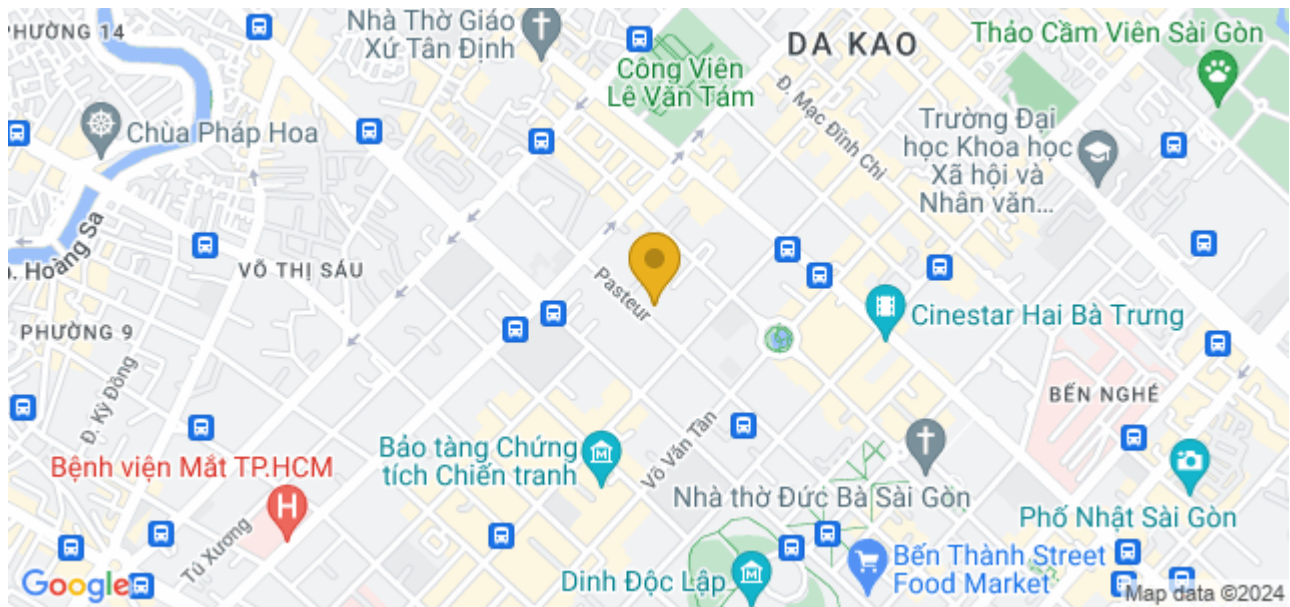 PHƯỜNG 14
Nhà Thờ Giáo
Xứ Tân Định
DA KAO
Thảo Cầm Viên Sài Gòn
Công Viên
Lê Văn Tám
Đ. Mạc Đĩnh Chi
Trường Đại
học Khoa học
Xã hội và
Nhân văn...
Chùa Pháp Hoa
Hoàng Sa
VÕ THỊ SÁU
Pasteur
Cinestar Hai Bà Trưng
PHƯỜNG 9
Đ. Kỳ Đồng
BẾN NGHÉ
Võ Văn Tần
Bảo tàng Chứng
tích Chiến tranh
Bệnh viện Mắt TP.HCM
H
Nhà thờ Đức Bà Sài Gòn
Phố Nhật Sài Gòn
Tú Xương
Dinh Độc Lập
Bến Thành Street
Food Market
Google
Map data ©2024